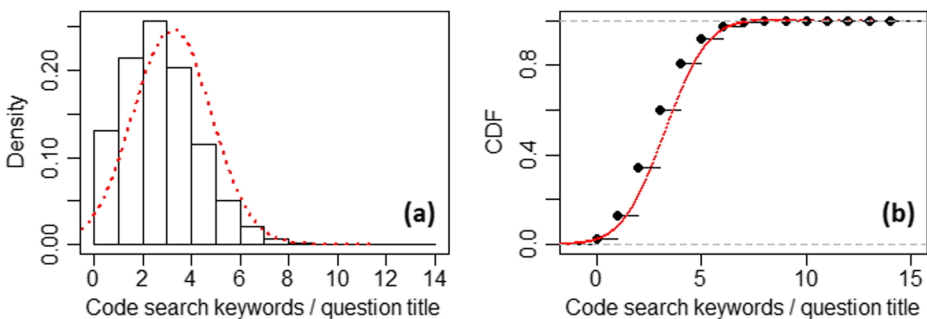 Density
0.00 0.10 0.20
0 2 4 6 8 10 12 14
Code search keywords / question title
(a)
CDF
0.0 0.4 0.8
0 5 10 15
Code search keywords / question title
(b)